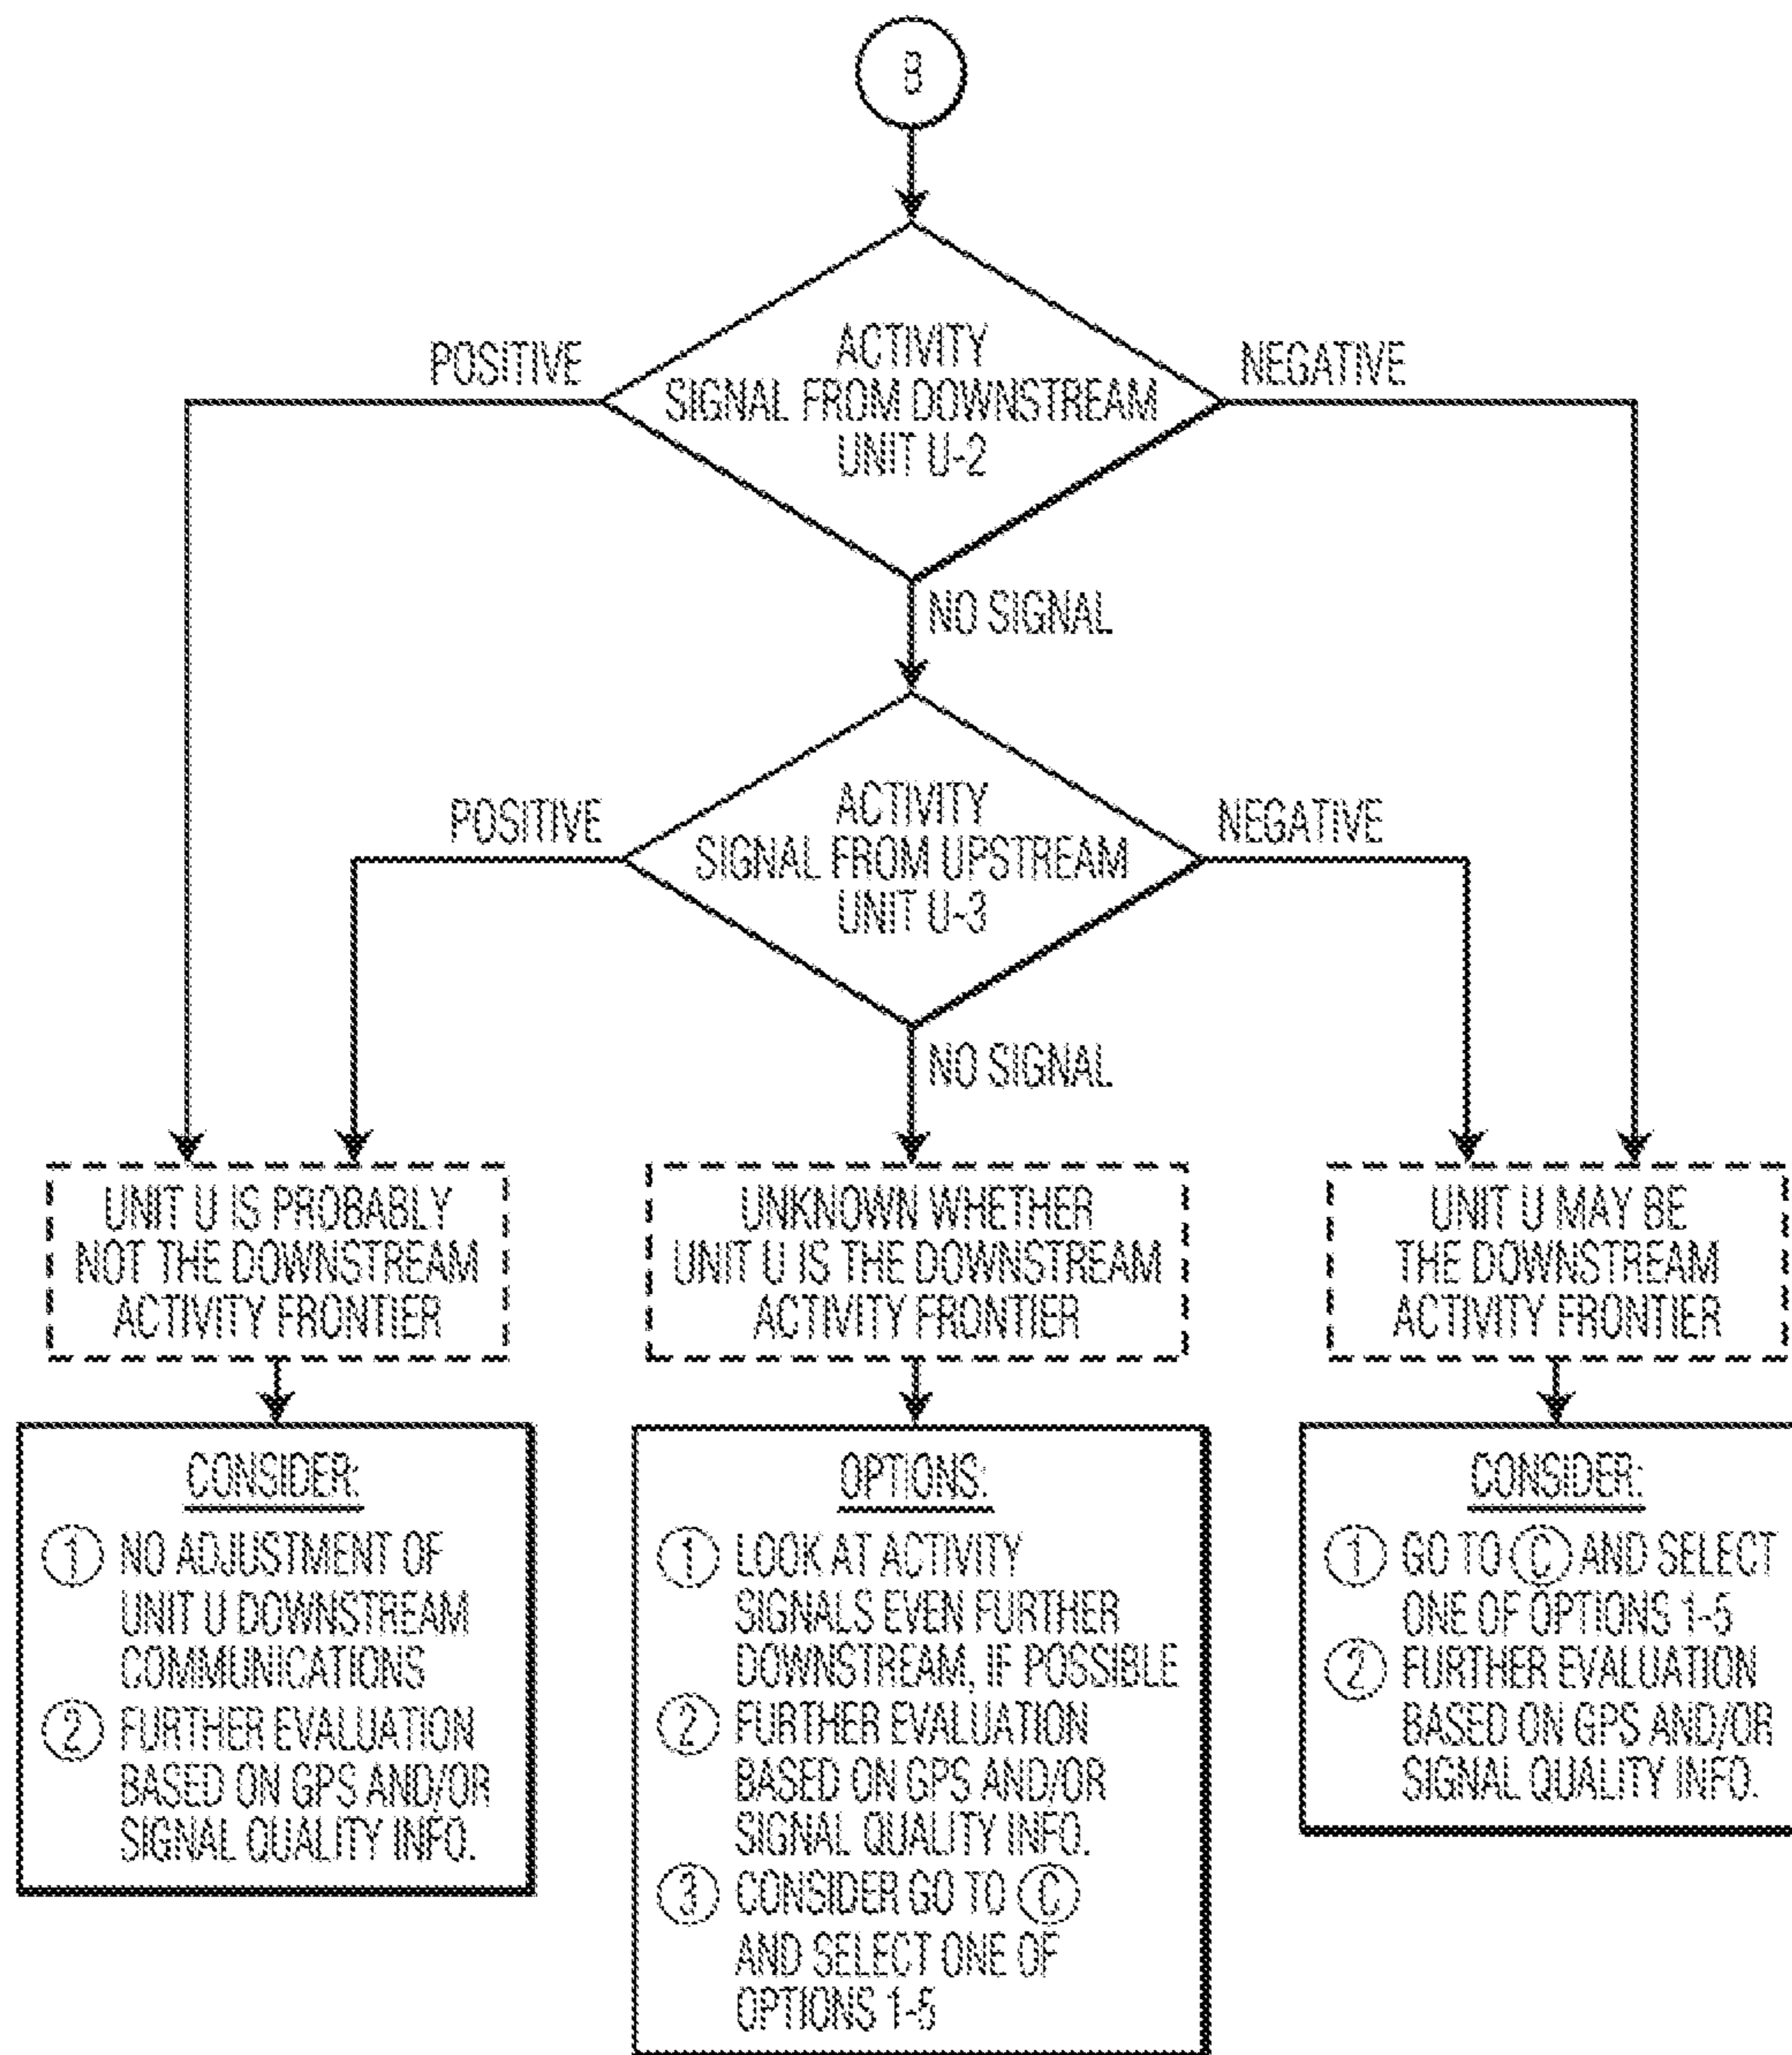 B
ACTIVITY
SIGNAL FROM DOWNSTREAM
UNIT U-2
POSITIVE
NEGATIVE
NO SIGNAL
ACTIVITY
SIGNAL FROM UPSTREAM
UNIT U-3
POSITIVE
NEGATIVE
NO SIGNAL
UNIT U IS PROBABLY
NOT THE DOWNSTREAM
ACTIVITY FRONTIER
UNKNOWN WHETHER
UNIT U IS THE DOWNSTREAM
ACTIVITY FRONTIER
UNIT U MAY BE
THE DOWNSTREAM
ACTIVITY FRONTIER
CONSIDER:
1 NO ADJUSTMENT OF
UNIT U DOWNSTREAM
COMMUNICATIONS
2 FURTHER EVALUATION
BASED ON GPS AND/OR
SIGNAL QUALITY INFO.
OPTIONS:
1 LOOK AT ACTIVITY
SIGNALS EVEN FURTHER
DOWNSTREAM, IF POSSIBLE
2 FURTHER EVALUATION
BASED ON GPS AND/OR
SIGNAL QUALITY INFO.
3 CONSIDER GO TO C
AND SELECT ONE OF
OPTIONS 1-5
CONSIDER:
1 GO TO C AND SELECT
ONE OF OPTIONS 1-5
2 FURTHER EVALUATION
BASED ON GPS AND/OR
SIGNAL QUALITY INFO.